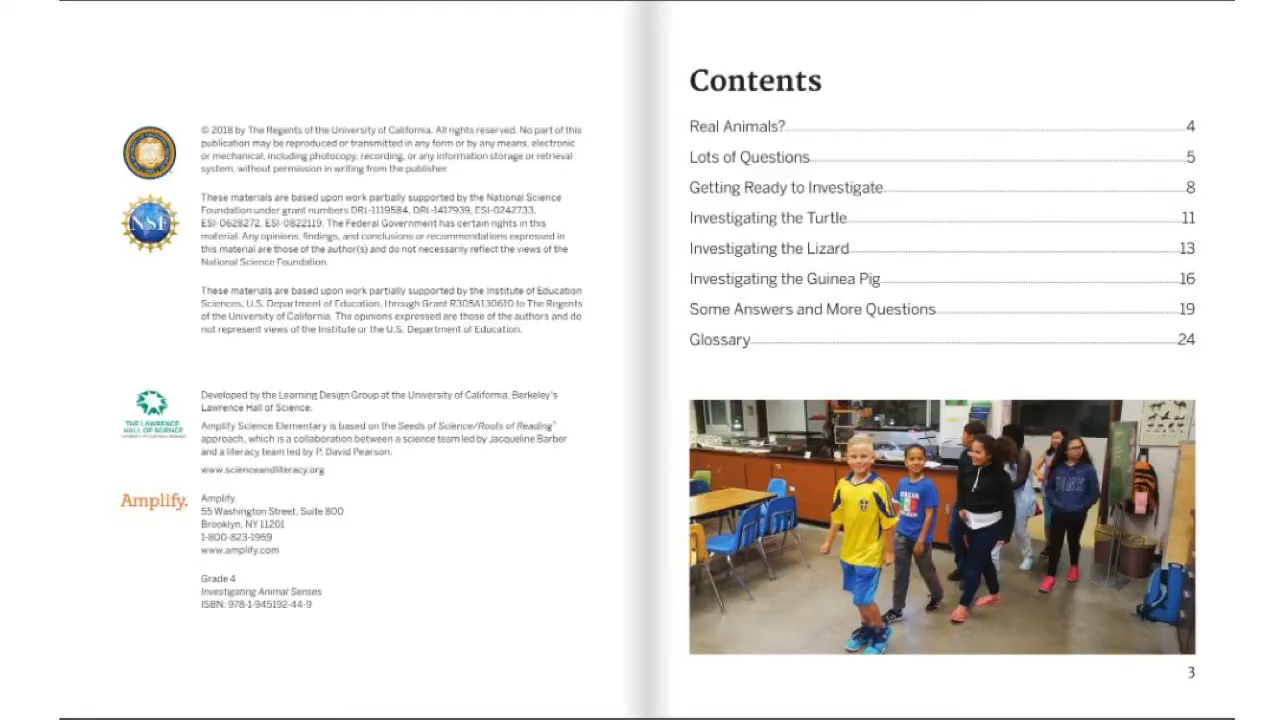 © 2018 by The Regents of the University of California. All rights reserved. No part of this
publication may be reproduced or transmitted in any form or by any means, electronic
or mechanical, including photocopy, recording, or any information storage or retrieval
system, without permission in writing from the publisher.
NSF
These materials are based upon work partially supported by the National Science
Foundation under grant numbers DRL-1119584, DRL-1417939, ESI-0242733,
ESI-0628272, ESI-0822119. The Federal Government has certain rights in this
material. Any opinions, findings, and conclusions or recommendations expressed in
this material are those of the author(s) and do not necessarily reflect the views of the
National Science Foundation.
These materials are based upon work partially supported by the Institute of Education
Sciences, U.S. Department of Education, through Grant R305A130610 to The Regents
of the University of California. The opinions expressed are those of the authors and do
not represent views of the Institute or the U.S. Department of Education.
THE LAWRENCE
HALL OF SCIENCE
Developed by the Learning Design Group at the University of California, Berkeley's
Lawrence Hall of Science.
Amplify Science Elementary is based on the Seeds of Science/Roots of Reading®
approach, which is a collaboration between a science team led by Jacqueline Barber
and a literacy team led by P. David Pearson.
www.scienceandliteracy.org
Amplify.
Amplify.
55 Washington Street, Suite 800
Brooklyn, NY 11201
1-800-823-1969
www.amplify.com
Grade 4
Investigating Animal Senses
ISBN: 978-1-945192-44-9
Contents
Real Animals? 4
Lots of Questions 5
Getting Ready to Investigate 8
Investigating the Turtle 11
Investigating the Lizard 13
Investigating the Guinea Pig 16
Some Answers and More Questions 19
Glossary 24
3